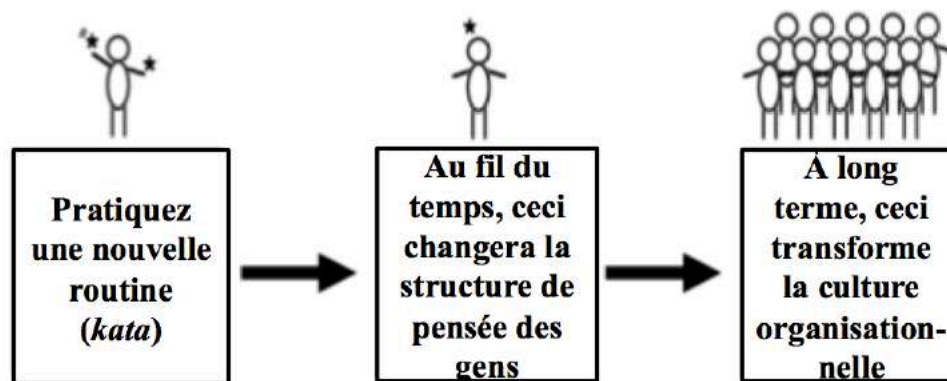 Pratiquez
une nouvelle
routine
(kata)
Au fil du
temps, ceci
changera la
structure de
pensée des
gens
À long
terme, ceci
transforme
la culture
organisation-
nelle